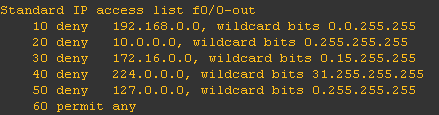 Standard IP access list f0/0-out
10 deny 192.168.0.0, wildcard bits 0.0.255.255
20 deny 10.0.0.0, wildcard bits 0.255.255.255
30 deny 172.16.0.0, wildcard bits 0.15.255.255
40 deny 224.0.0.0, wildcard bits 31.255.255.255
50 deny 127.0.0.0, wildcard bits 0.255.255.255
60 permit any